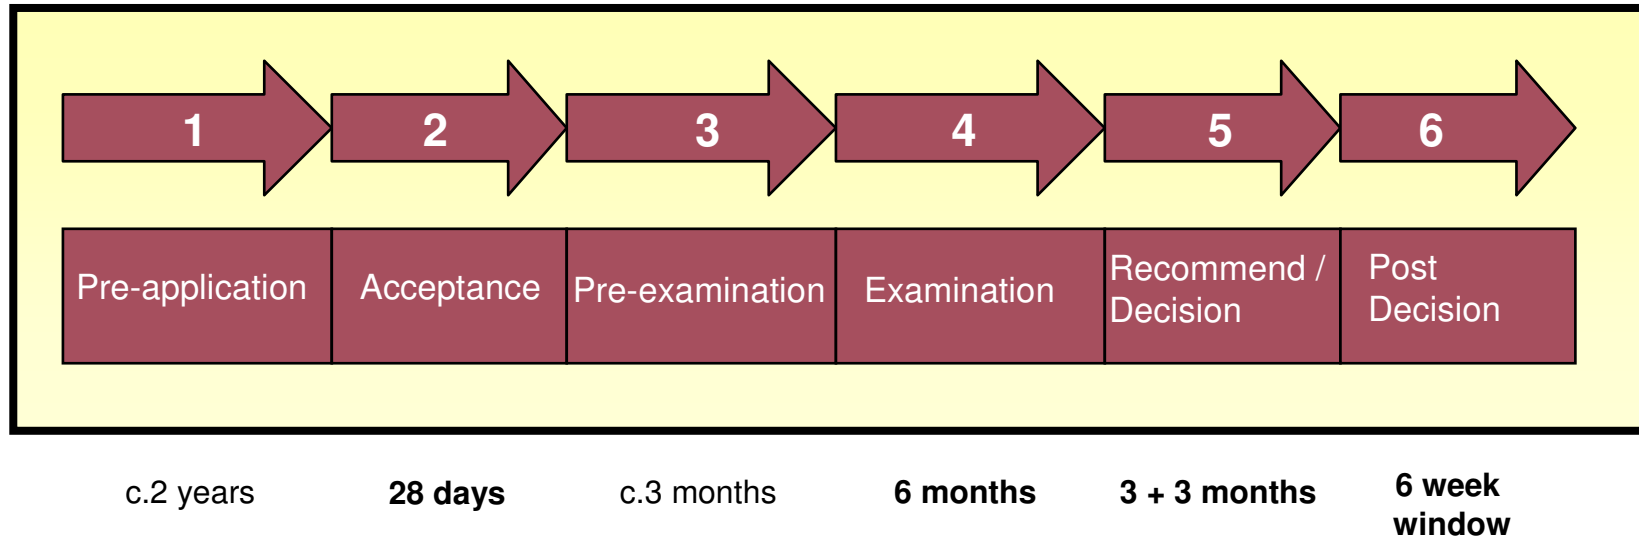 1 2 3 4 5 6
Pre-application
Acceptance
Pre-examination
Examination
Recommend /
Decision
Post
Decision
c.2 years
28 days
c.3 months
6 months
3 + 3 months
6 week
window